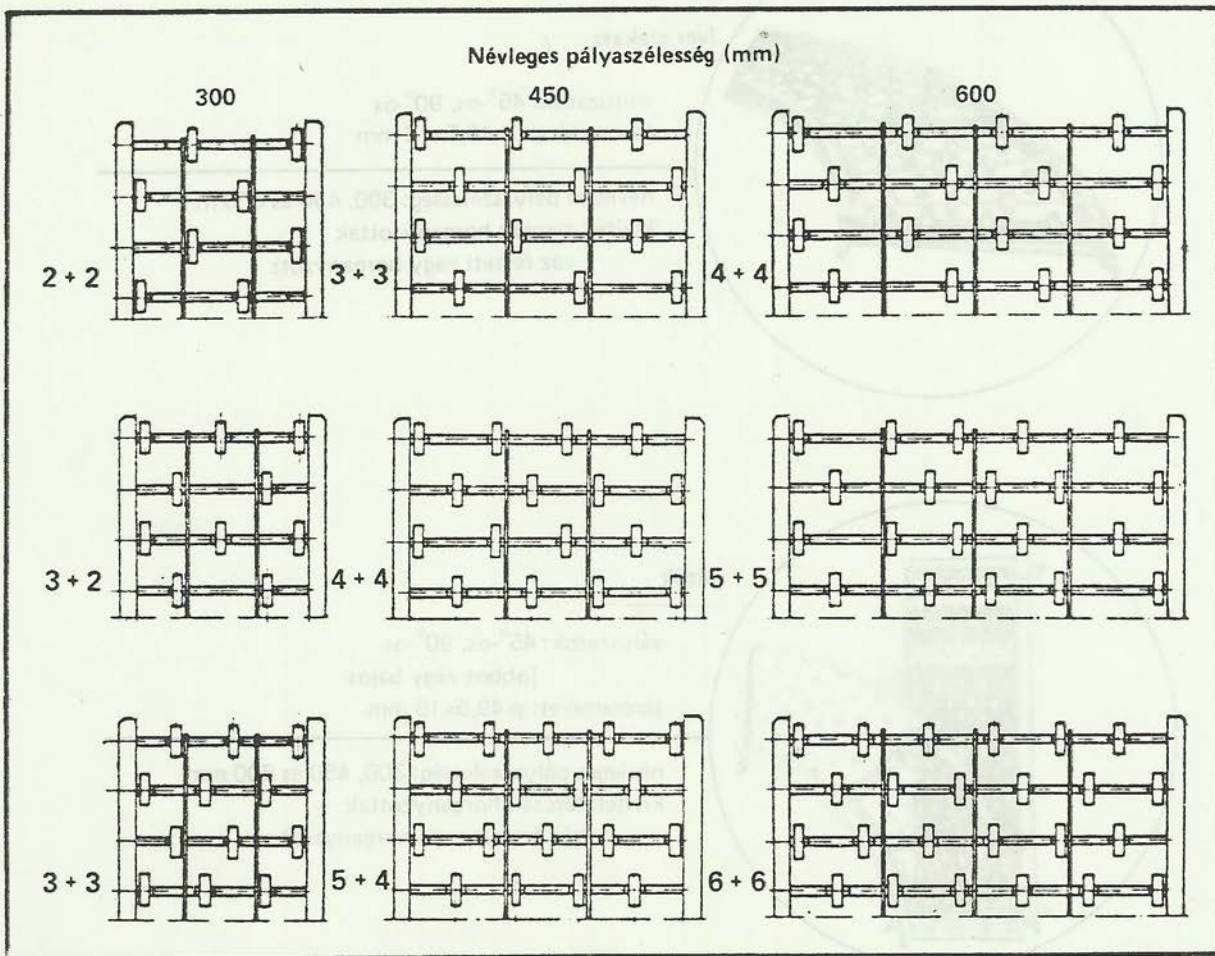 Névleges pályaszélesség (mm)
300 450 600
2 + 2 3 + 3 4 + 4
3 + 2 4 + 4 5 + 5
3 + 3 5 + 4 6 + 6